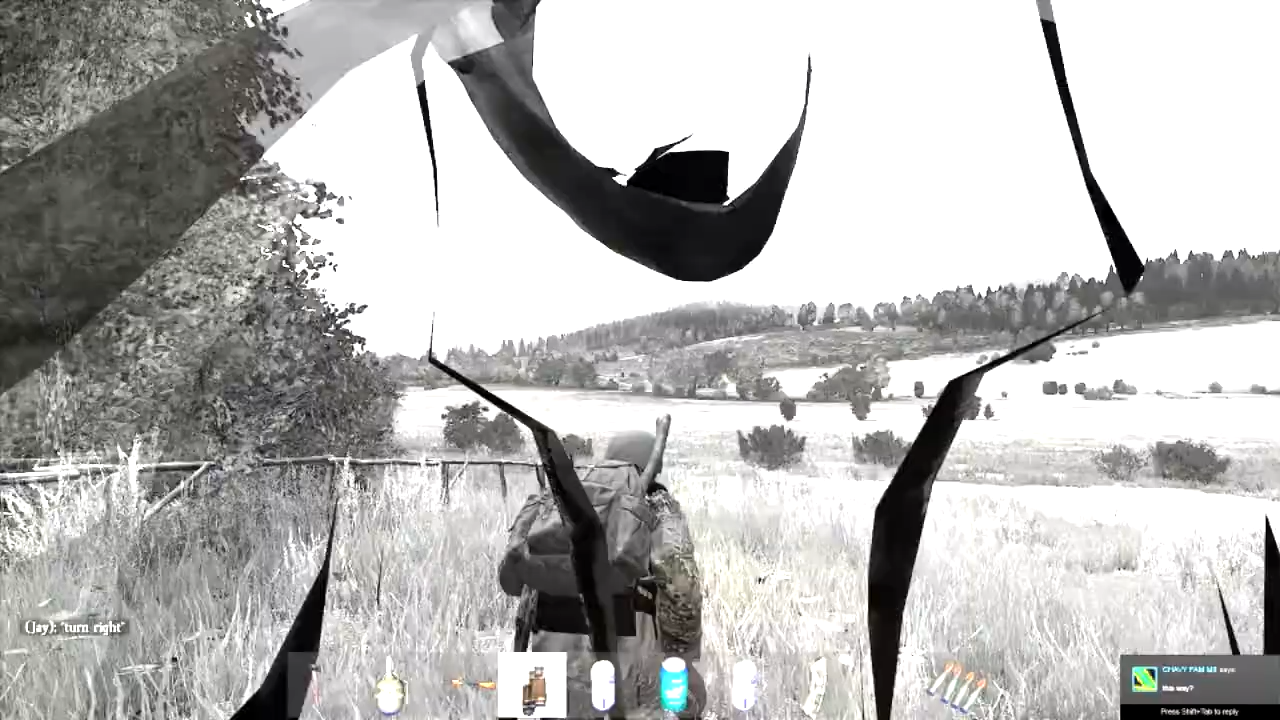 (Jay): "turn right"
CHAVY FAM M8 says:
this way?
Press Shift+Tab to reply